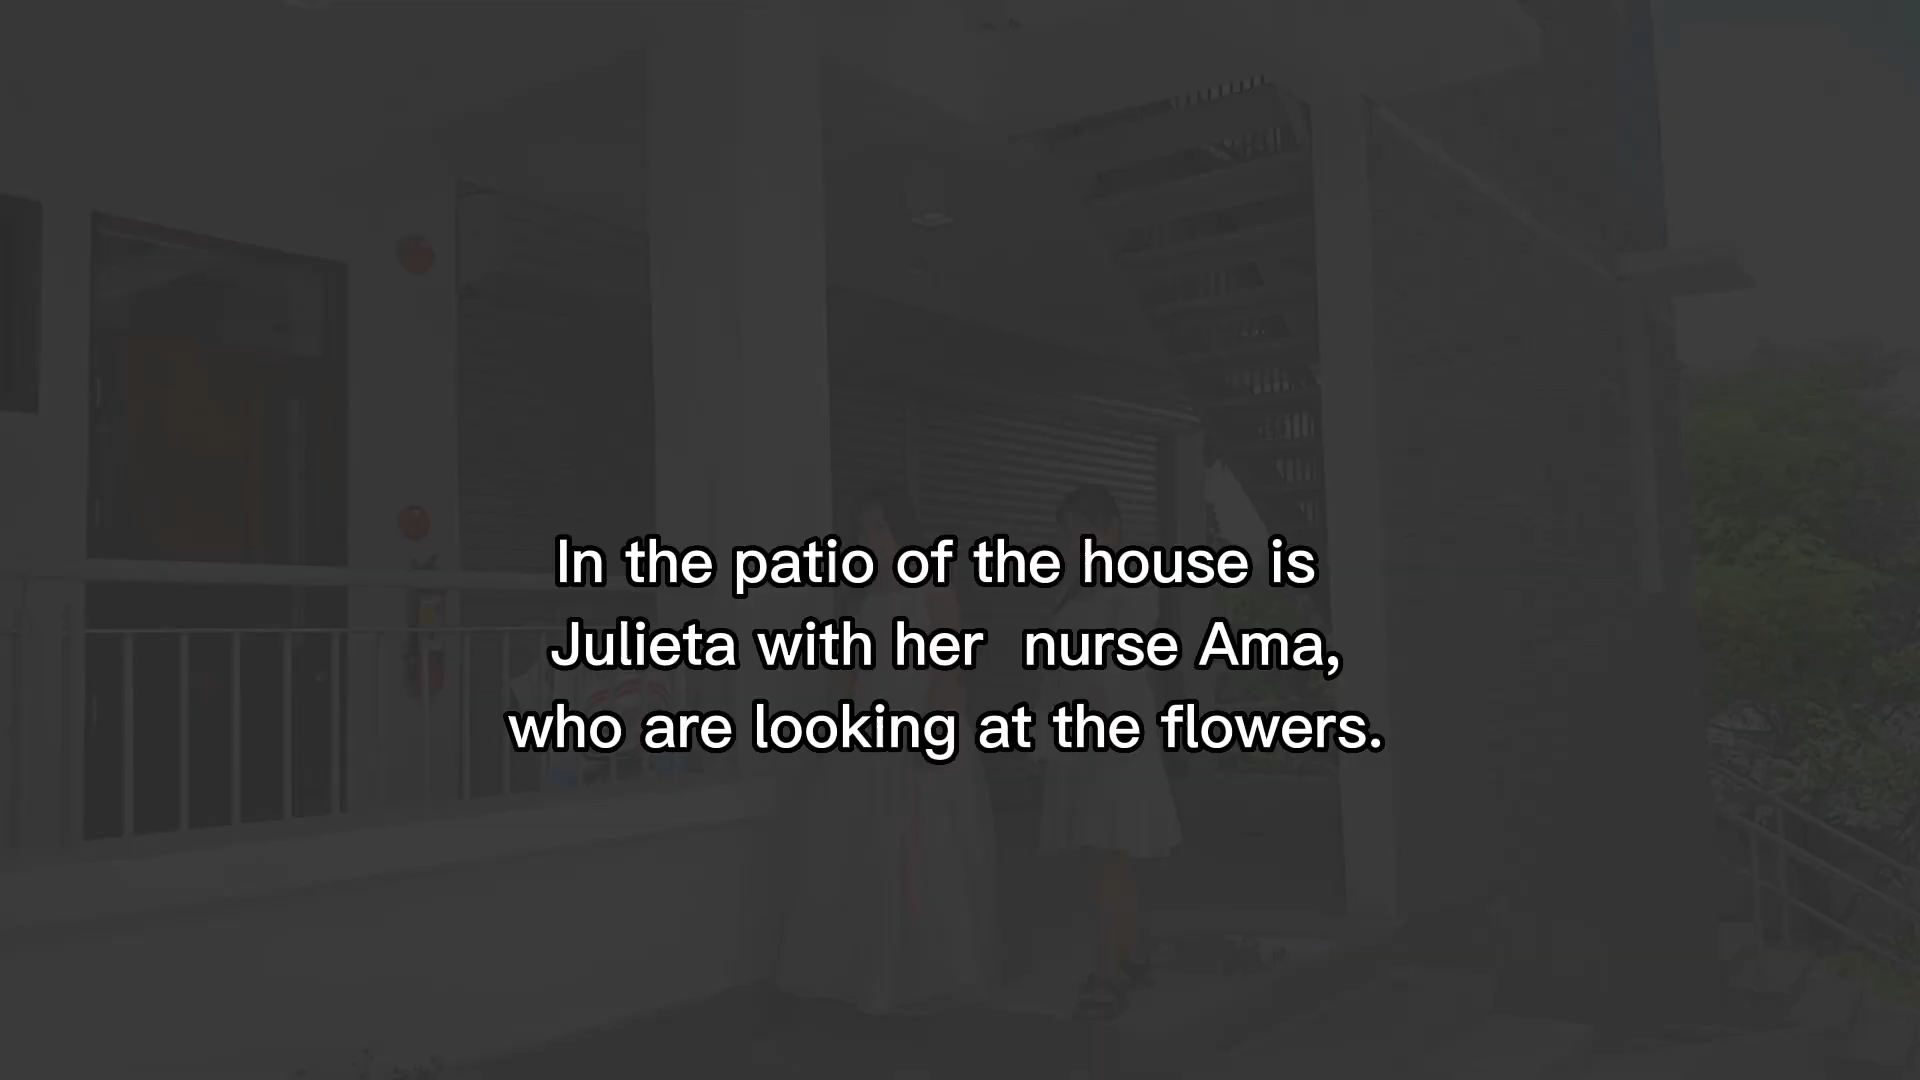 In the patio of the house is
Julieta with her  nurse Ama,
who are looking at the flowers.